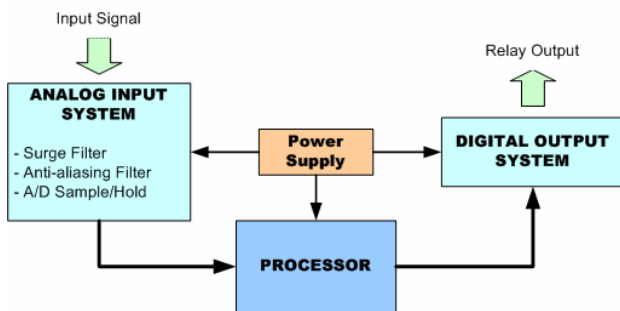 Input Signal
Relay Output
ANALOG INPUT
SYSTEM
- Surge Filter
- Anti-aliasing Filter
- A/D Sample/Hold
Power
Supply
DIGITAL OUTPUT
SYSTEM
PROCESSOR